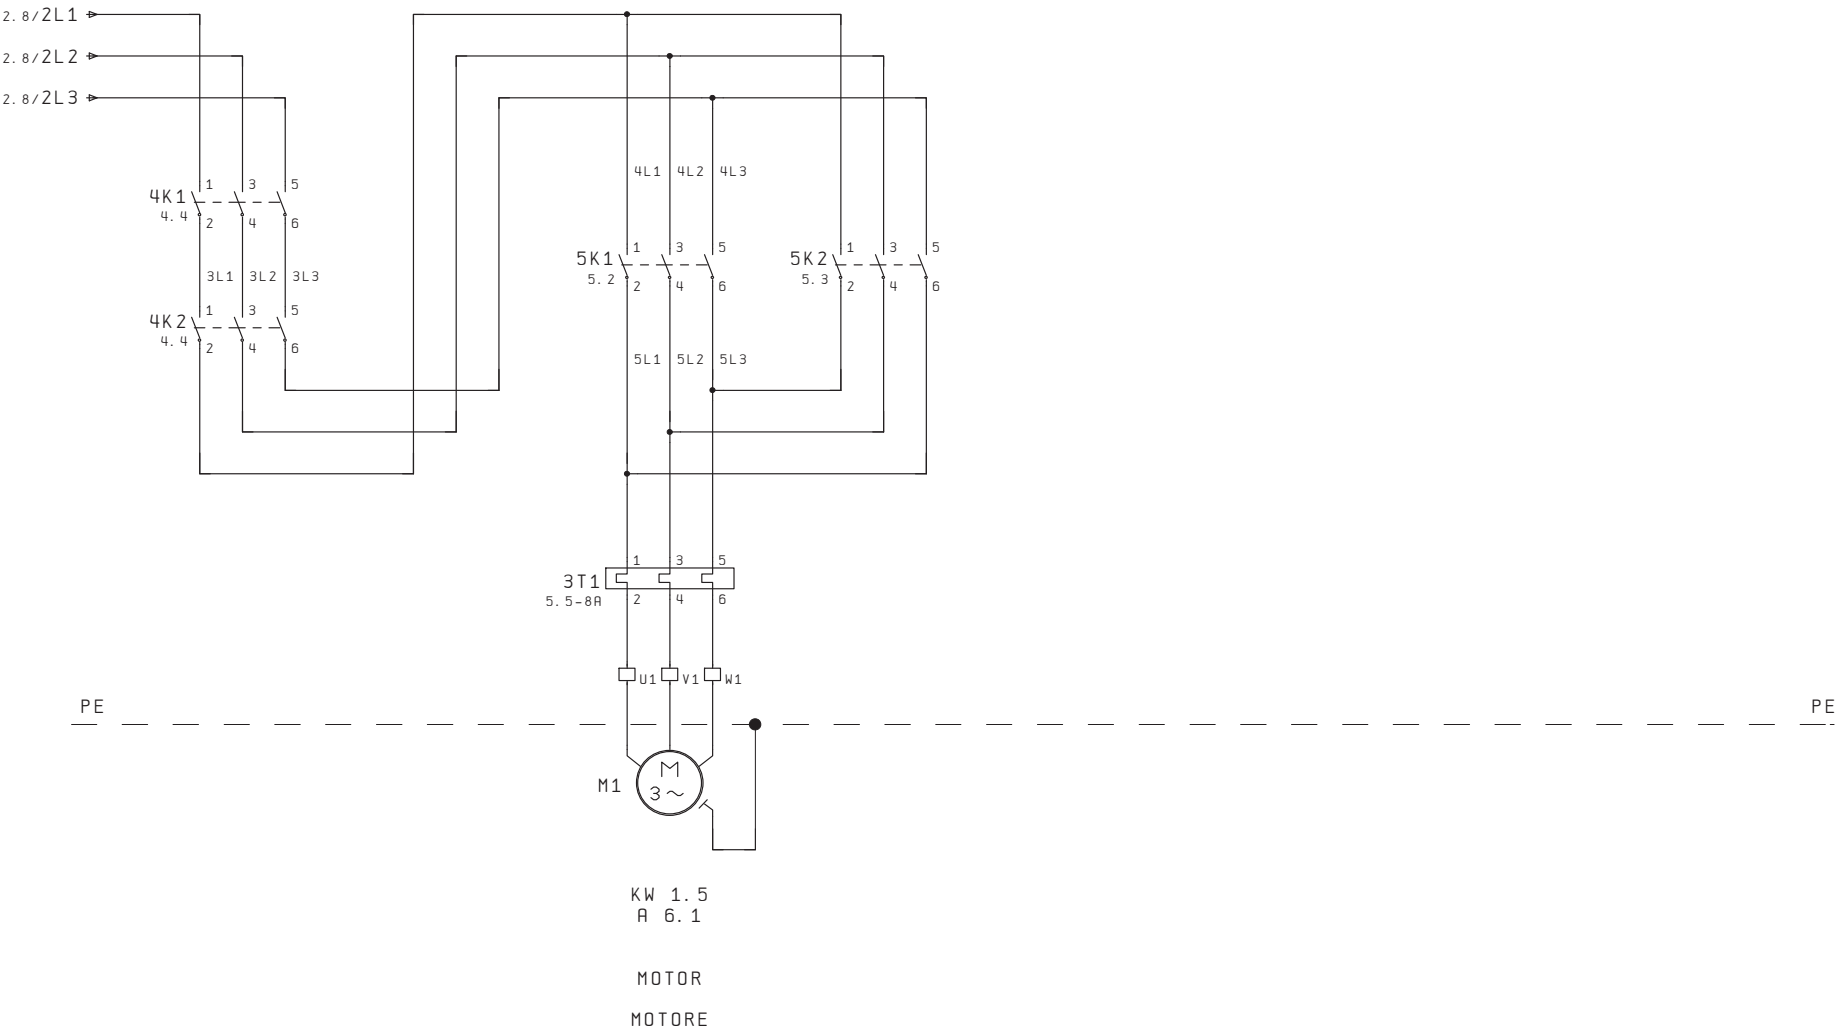 2.8/2L1
2.8/2L2
2.8/2L3
4L1 4L2 4L3
1 3 5
4K1
4.4
2 4 6
1 3 5
5K1
5.2
2 4 6
1 3 5
5K2
5.3
2 4 6
3L1 3L2 3L3
1 3 5
4K2
4.4
2 4 6
5L1 5L2 5L3
1 3 5
3T1
5.5-8A
2 4 6
U1 V1 W1
PE PE
M1
M
3~
KW 1.5
A 6.1
MOTOR
MOTORE